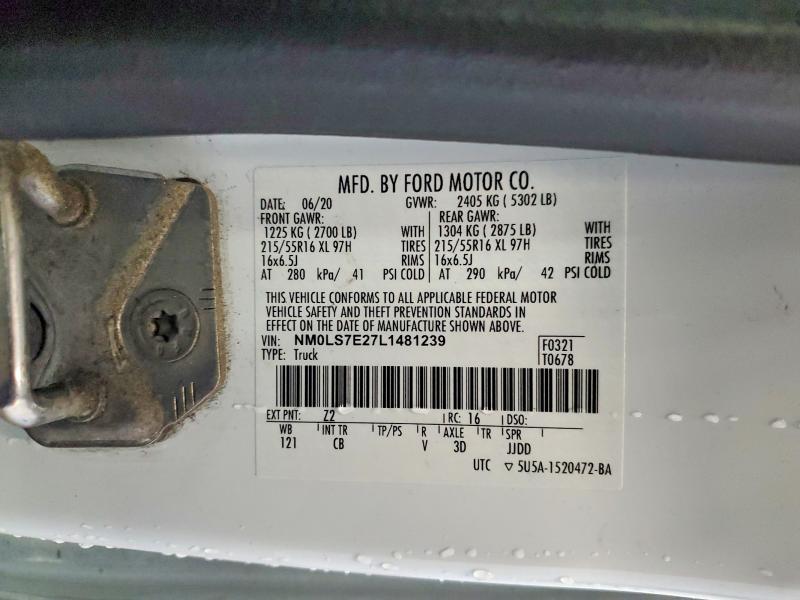 MFD. BY FORD MOTOR CO.
DATE: 06/20 GVWR: 2405 KG ( 5302 LB)
FRONT GAWR: REAR GAWR:
1225 KG ( 2700 LB) WITH 1304 KG ( 2875 LB) WITH
215/55R16 XL 97H TIRES 215/55R16 XL 97H TIRES
16x6.5J RIMS 16x6.5J RIMS
AT 280 kPa/ 41 PSI COLD AT 290 kPa/ 42 PSI COLD
THIS VEHICLE CONFORMS TO ALL APPLICABLE FEDERAL MOTOR
VEHICLE SAFETY AND THEFT PREVENTION STANDARDS IN
EFFECT ON THE DATE OF MANUFACTURE SHOWN ABOVE.
VIN: NM0LS7E27L1481239 F0321
TYPE: Truck T0678
EXT PNT: Z2 RC: 16 DSO:
WB INT TR TP/PS R AXLE TR SPR
121 CB V 3D JJDD
UTC ▽ 5U5A-1520472-BA